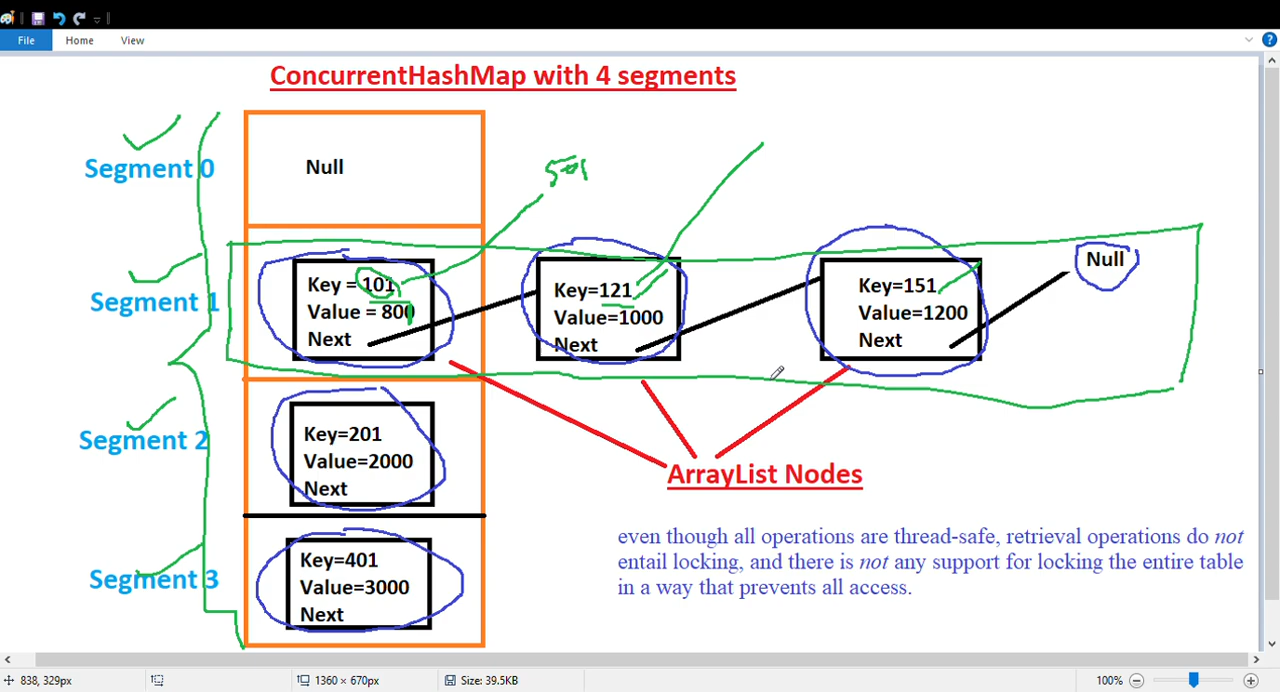 File Home View
ConcurrentHashMap with 4 segments
Segment 0
Null
501
Segment 1
Key = 101
Value = 800
Next
Key=121
Value=1000
Next
Key=151
Value=1200
Next
Null
Segment 2
Key=201
Value=2000
Next
ArrayList Nodes
Segment 3
Key=401
Value=3000
Next
even though all operations are thread-safe, retrieval operations do not
entail locking, and there is not any support for locking the entire table
in a way that prevents all access.
838, 329px 1360 × 670px Size: 39.5KB 100%